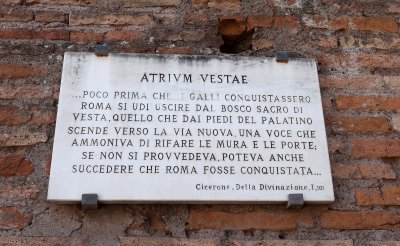 ATRIVM VESTAE
...POCO PRIMA CHE I GALLI CONQUISTASSERO
ROMA SI UDI USCIRE DAL BOSCO SACRO DI
VESTA, QUELLO CHE DAI PIEDI DEL PALATINO
SCENDE VERSO LA VIA NUOVA, UNA VOCE CHE
AMMONIVA DI RIFARE LE MURA E LE PORTE;
SE NON SI PROVVEDEVA, POTEVA ANCHE
SUCCEDERE CHE ROMA FOSSE CONQUISTATA...
Cicerone, Della Divinazione, I, 101